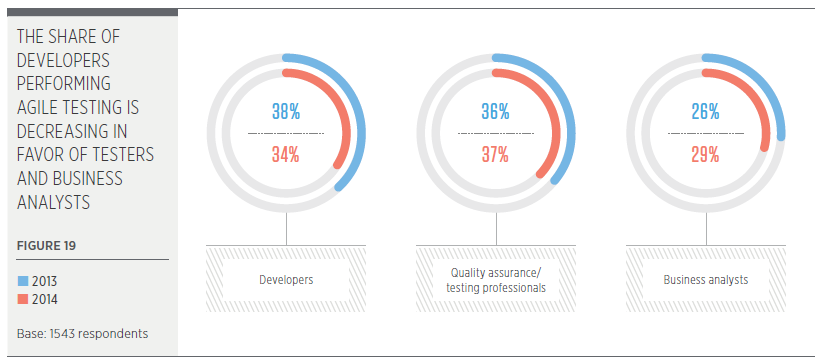 THE SHARE OF
DEVELOPERS
PERFORMING
AGILE TESTING IS
DECREASING IN
FAVOR OF TESTERS
AND BUSINESS
ANALYSTS
FIGURE 19
2013
2014
Base: 1543 respondents
38%
34%
Developers
36%
37%
Quality assurance/
testing professionals
26%
29%
Business analysts